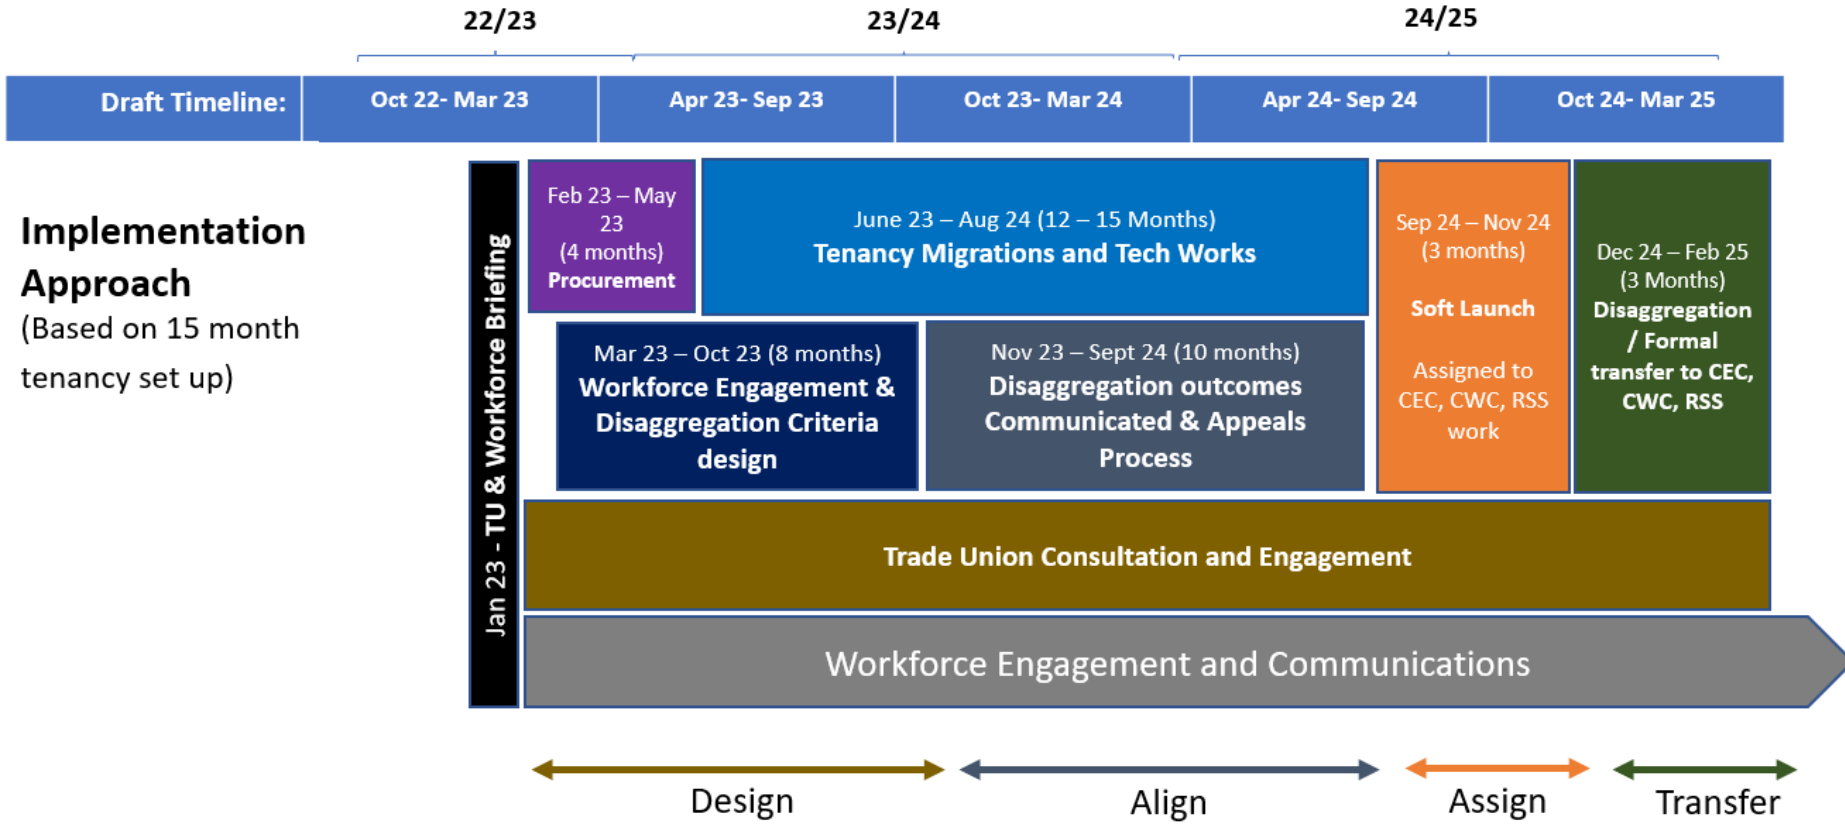 22/23
23/24
24/25
Draft Timeline:
Oct 22- Mar 23
Apr 23- Sep 23
Oct 23- Mar 24
Apr 24- Sep 24
Oct 24- Mar 25
Implementation
Approach
(Based on 15 month
tenancy set up)
Jan 23 - TU & Workforce Briefing
Feb 23 – May
23
(4 months)
Procurement
June 23 – Aug 24 (12 – 15 Months)
Tenancy Migrations and Tech Works
Mar 23 – Oct 23 (8 months)
Workforce Engagement &
Disaggregation Criteria
design
Nov 23 – Sept 24 (10 months)
Disaggregation outcomes
Communicated & Appeals
Process
Sep 24 – Nov 24
(3 months)
Soft Launch
Assigned to
CEC, CWC, RSS
work
Dec 24 – Feb 25
(3 Months)
Disaggregation
/ Formal
transfer to CEC,
CWC, RSS
Trade Union Consultation and Engagement
Workforce Engagement and Communications
Design
Align
Assign
Transfer